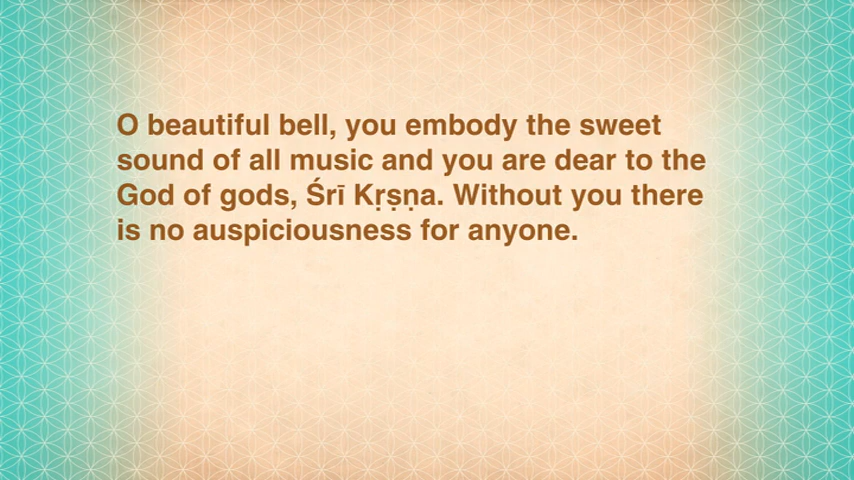 O beautiful bell, you embody the sweet
sound of all music and you are dear to the
God of gods, Śrī Kṛṣṇa. Without you there
is no auspiciousness for anyone.